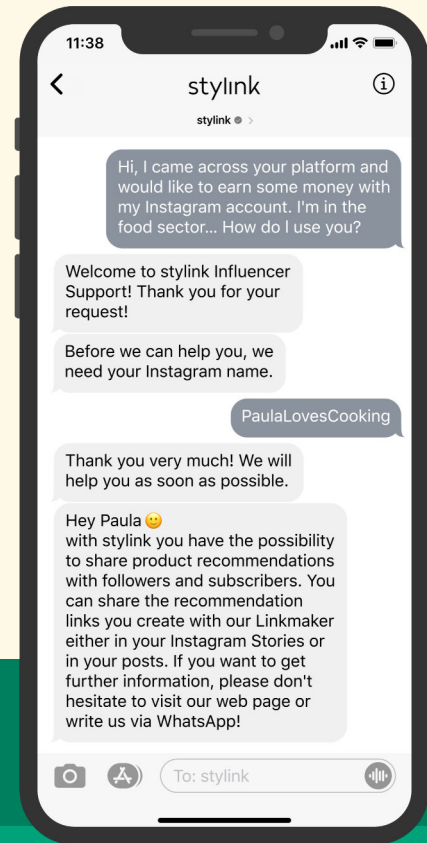 11:38
stylınk
stylink
Hi, I came across your platform and
would like to earn some money with
my Instagram account. I'm in the
food sector... How do I use you?
Welcome to stylink Influencer
Support! Thank you for your
request!
Before we can help you, we
need your Instagram name.
PaulaLovesCooking
Thank you very much! We will
help you as soon as possible.
Hey Paula 🙂
with stylink you have the possibility
to share product recommendations
with followers and subscribers. You
can share the recommendation
links you create with our Linkmaker
either in your Instagram Stories or
in your posts. If you want to get
further information, please don't
hesitate to visit our web page or
write us via WhatsApp!
To: stylink